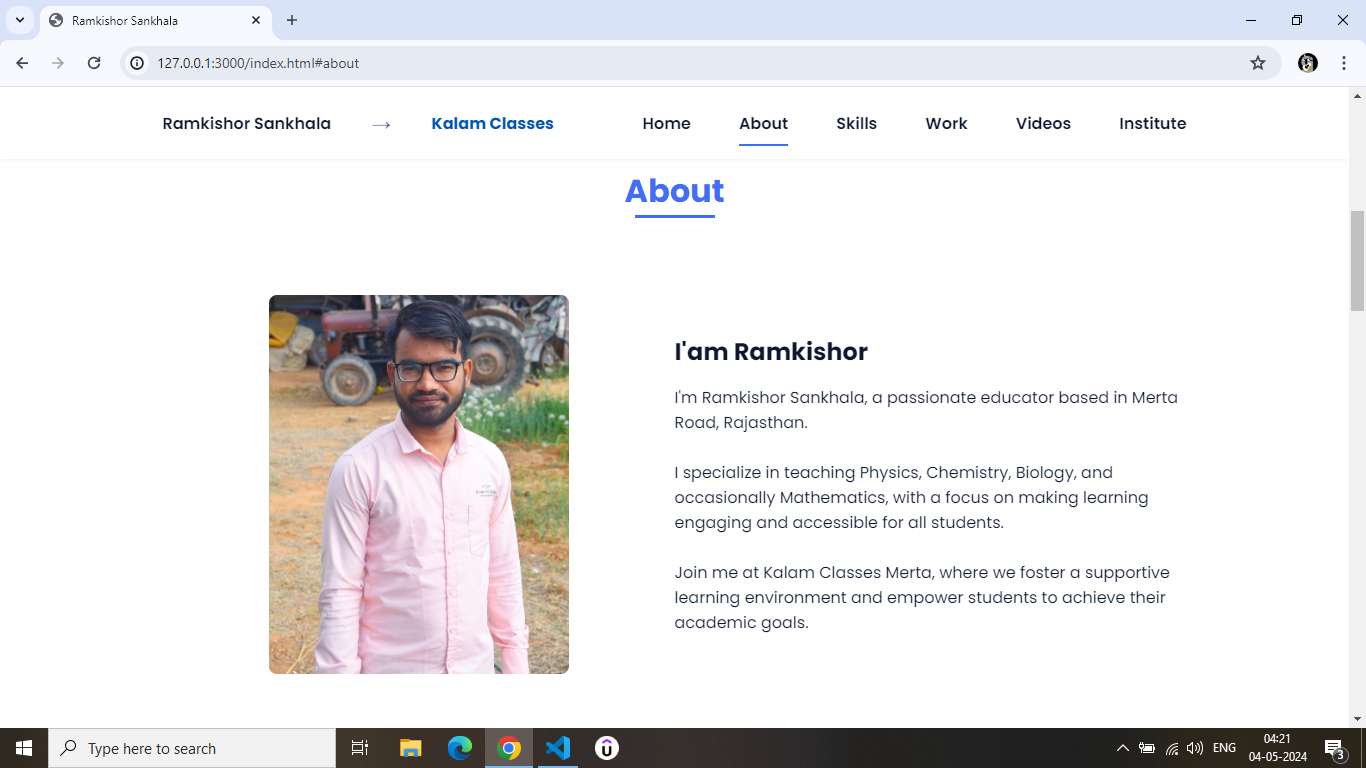 Ramkishor Sankhala
127.0.0.1:3000/index.html#about
Ramkishor Sankhala → Kalam Classes Home About Skills Work Videos Institute
About
I'am Ramkishor
I'm Ramkishor Sankhala, a passionate educator based in Merta
Road, Rajasthan.
I specialize in teaching Physics, Chemistry, Biology, and
occasionally Mathematics, with a focus on making learning
engaging and accessible for all students.
Join me at Kalam Classes Merta, where we foster a supportive
learning environment and empower students to achieve their
academic goals.
Type here to search
ENG
04:21
04-05-2024
3